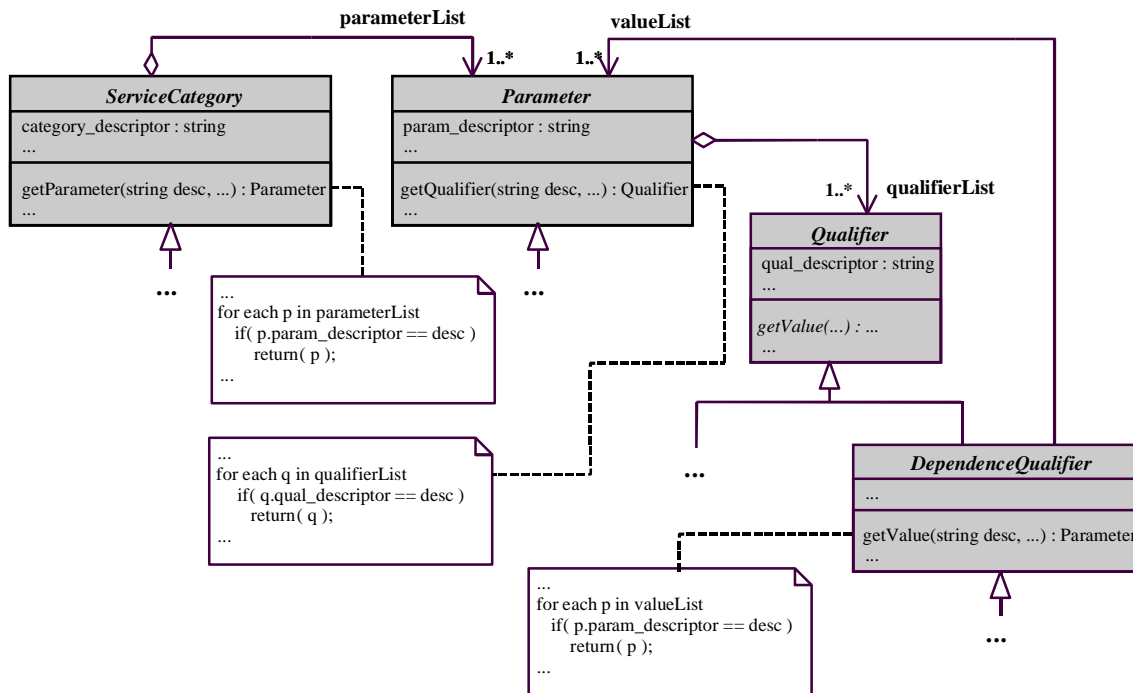 parameterList
valueList
1..*
1..*
ServiceCategory
category_descriptor : string
...
getParameter(string desc, ...) : Parameter
...
...
Parameter
param_descriptor : string
...
getQualifier(string desc, ...) : Qualifier
...
...
1..*
qualifierList
Qualifier
qual_descriptor : string
...
getValue(...) : ...
...
...
...
for each p in parameterList
if( p.param_descriptor == desc )
return( p );
...
...
for each q in qualifierList
if( q.qual_descriptor == desc )
return( q );
...
DependenceQualifier
...
getValue(string desc, ...) : Parameter
...
...
...
for each p in valueList
if( p.param_descriptor == desc )
return( p );
...